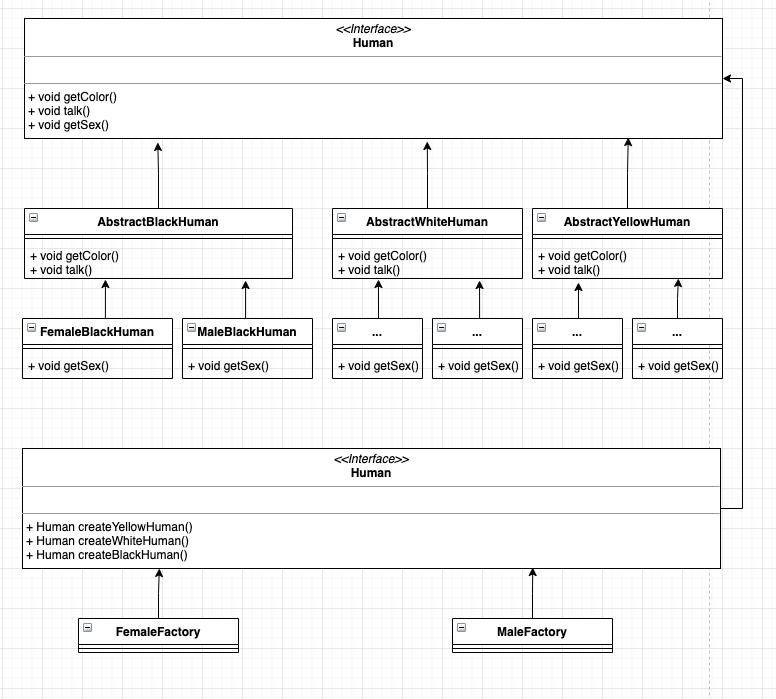 <<Interface>>
Human
+ void getColor()
+ void talk()
+ void getSex()
AbstractBlackHuman
+ void getColor()
+ void talk()
AbstractWhiteHuman
+ void getColor()
+ void talk()
AbstractYellowHuman
+ void getColor()
+ void talk()
FemaleBlackHuman
+ void getSex()
MaleBlackHuman
+ void getSex()
...
+ void getSex()
...
+ void getSex()
...
+ void getSex()
...
+ void getSex()
<<Interface>>
Human
+ Human createYellowHuman()
+ Human createWhiteHuman()
+ Human createBlackHuman()
FemaleFactory
MaleFactory